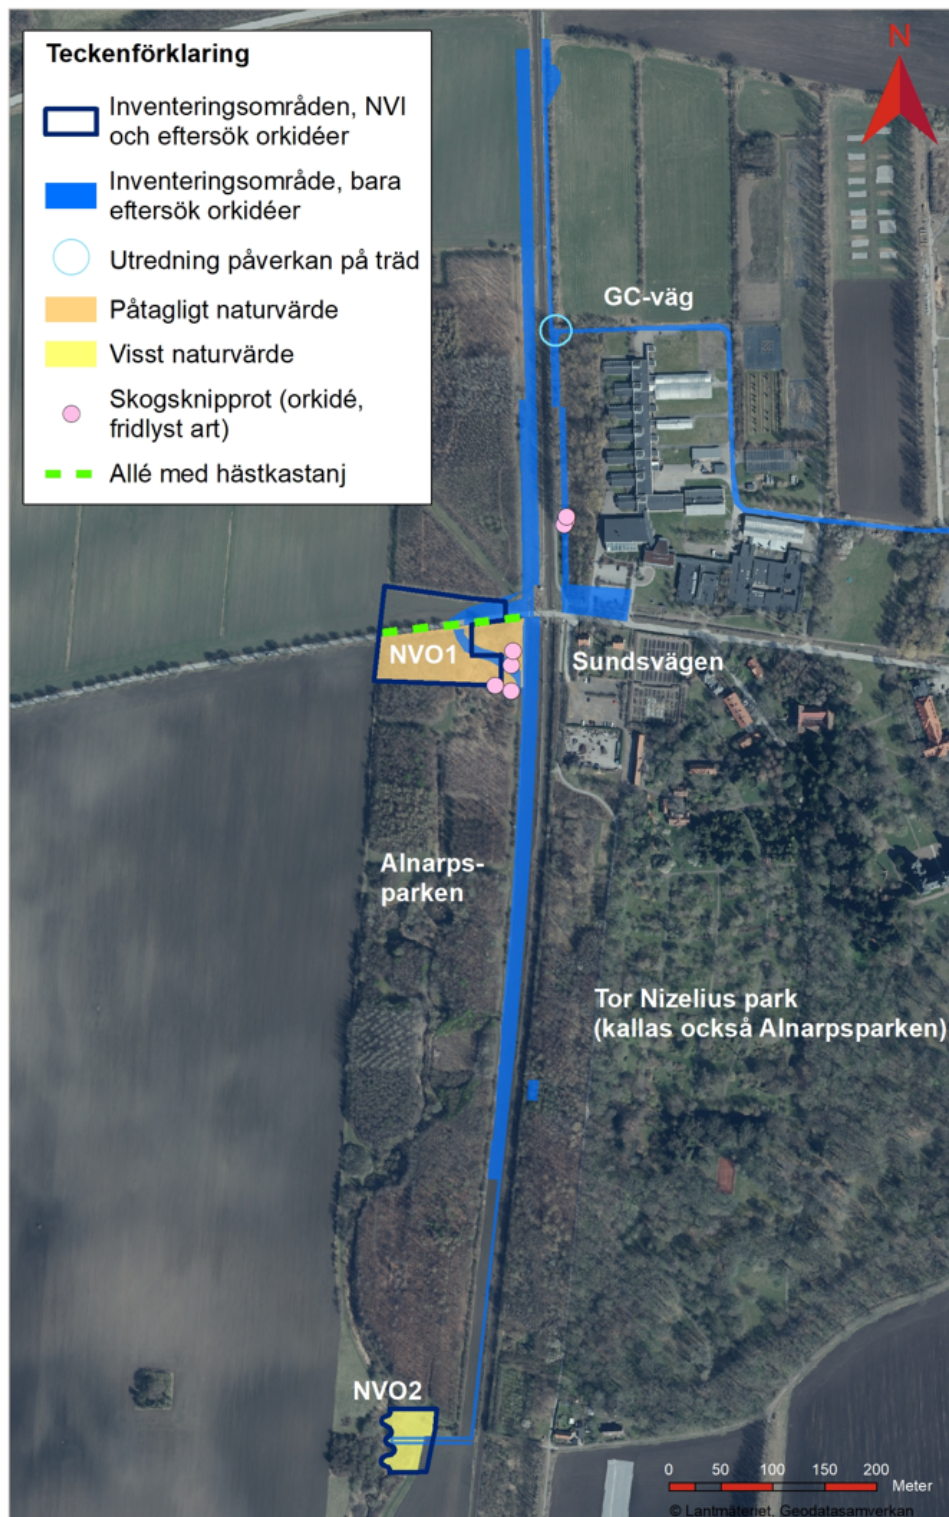 Teckenförklaring
Inventeringsområden, NVI
och eftersök orkidéer
Inventeringsområde, bara
eftersök orkidéer
Utredning påverkan på träd
Påtagligt naturvärde
Visst naturvärde
Skogsknipprot (orkidé,
fridlyst art)
Allé med hästkastanj
N
GC-väg
NVO1
Sundsvägen
Alnarps-
parken
Tor Nizelius park
(kallas också Alnarpsparken)
NVO2
0 50 100 150 200
Meter
© Lantmäteriet, Geodatasamverkan